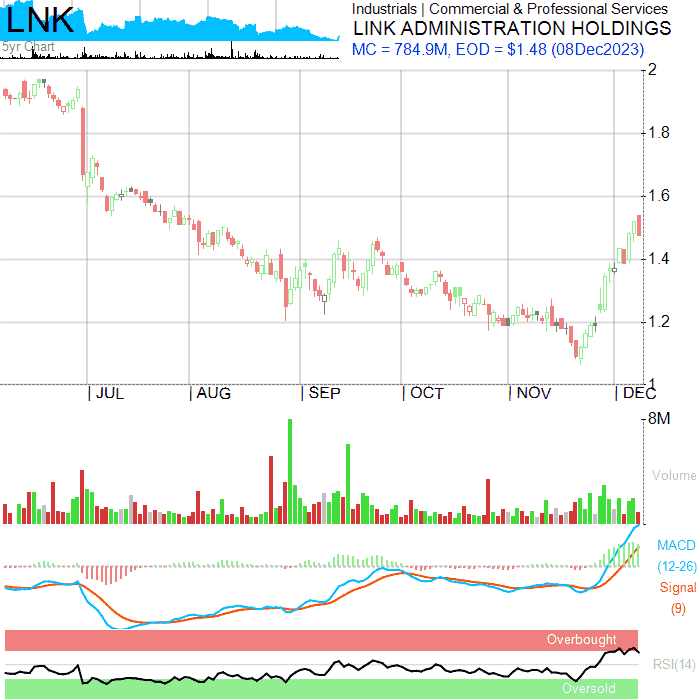 LNK
Industrials | Commercial & Professional Services
5yr Chart
LINK ADMINISTRATION HOLDINGS
MC = 784.9M, EOD = $1.48 (08Dec2023)
2
1.8
1.6
1.4
1.2
1
| JUL | AUG | SEP | OCT | NOV | DEC
8M
Volume
MACD
(12-26)
Signal
(9)
Overbought
RSI(14)
Oversold